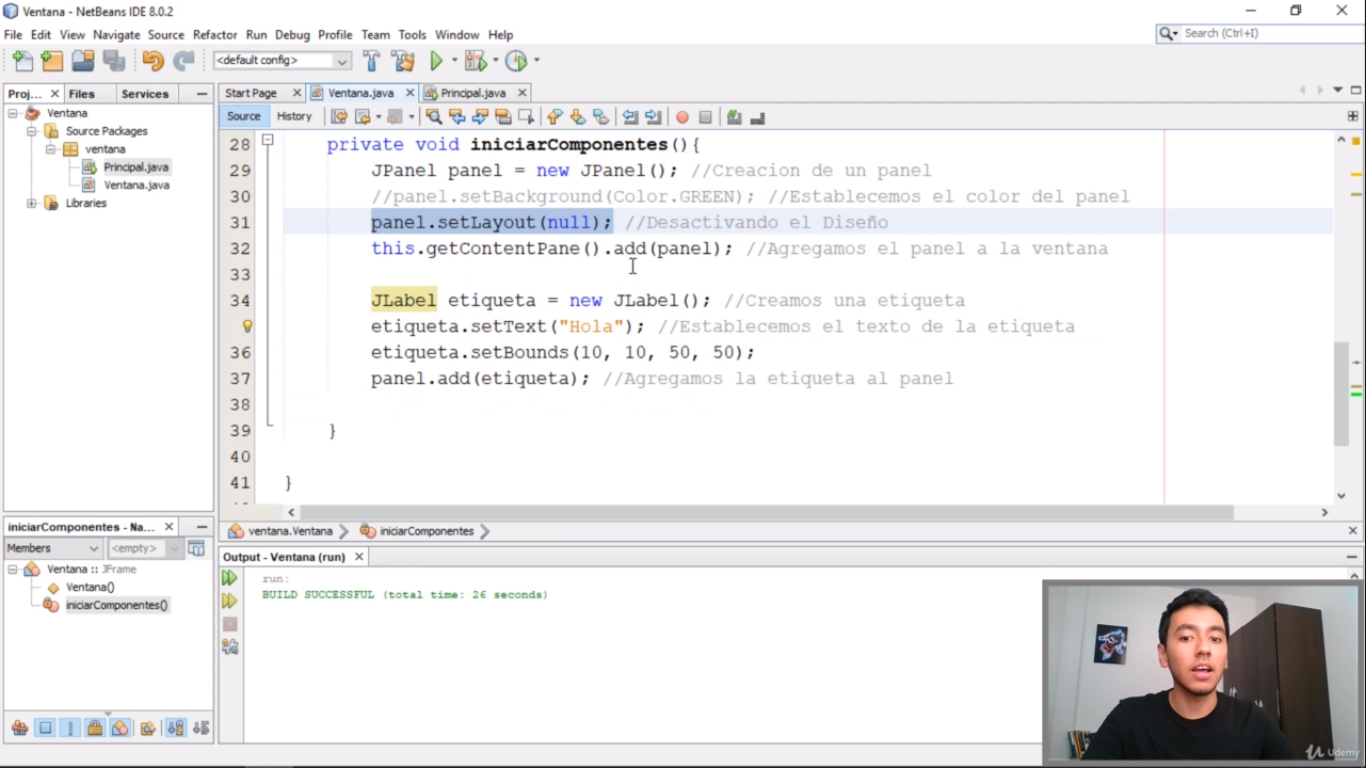 Ventana - NetBeans IDE 8.0.2
File Edit View Navigate Source Refactor Run Debug Profile Team Tools Window Help
Search (Ctrl+I)
<default config>
Proj... Files Services
Start Page Ventana.java Principal.java
Source History
Ventana
Source Packages
ventana
Principal.java
Ventana.java
Libraries
28 private void iniciarComponentes(){
29 JPanel panel = new JPanel(); //Creacion de un panel
30 //panel.setBackground(Color.GREEN); //Establecemos el color del panel
31 panel.setLayout(null); //Desactivando el Diseño
32 this.getContentPane().add(panel); //Agregamos el panel a la ventana
33
34 JLabel etiqueta = new JLabel(); //Creamos una etiqueta
etiqueta.setText("Hola"); //Establecemos el texto de la etiqueta
36 etiqueta.setBounds(10, 10, 50, 50);
37 panel.add(etiqueta); //Agregamos la etiqueta al panel
38
39 }
40
41 }
ventana.Ventana iniciarComponentes
iniciarComponentes - Na...
Members <empty>
Ventana :: JFrame
Ventana()
iniciarComponentes()
Output - Ventana (run)
run:
BUILD SUCCESSFUL (total time: 26 seconds)
Udemy